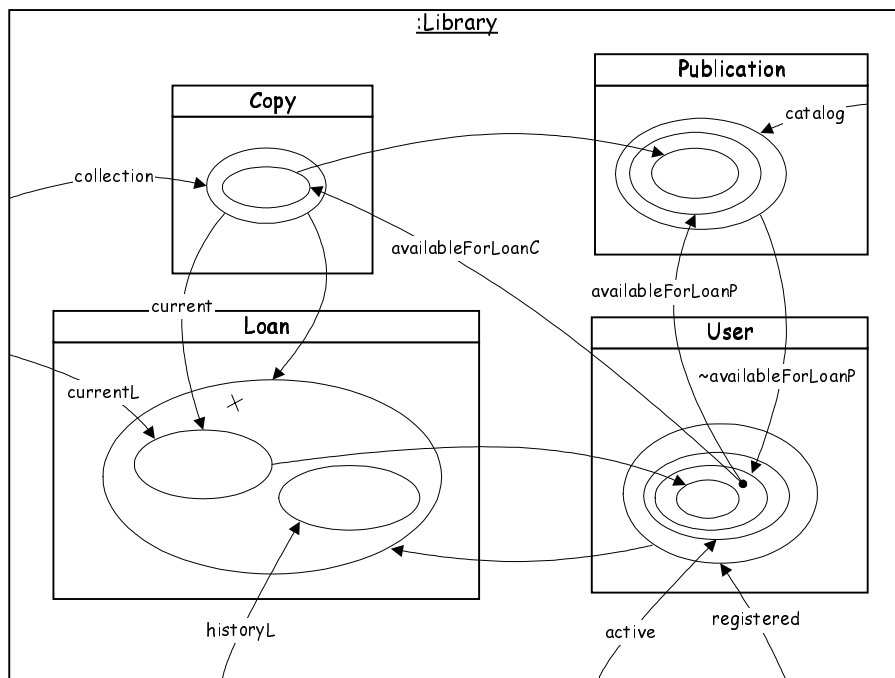 :Library
Publication
Copy
catalog
collection
availableForLoanC
availableForLoanP
current
Loan
User
~availableForLoanP
currentL
historyL
active
registered